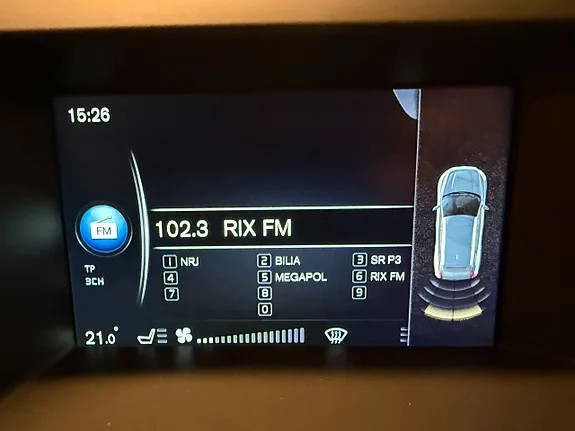 15:26
FM
102.3 RIX FM
TP
3CH
1 NRJ 2 BILIA 3 SR P3
4 5 MEGAPOL 6 RIX FM
7 8 9
0
21.0°